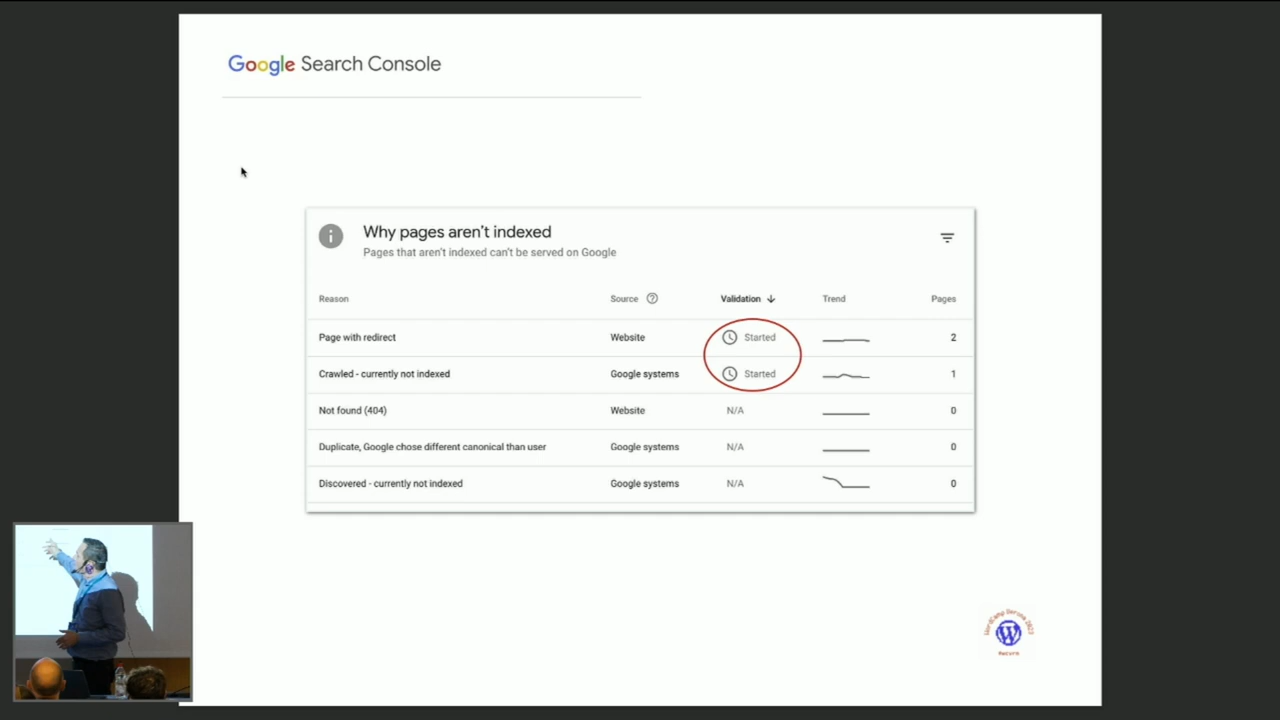 Google Search Console
Why pages aren't indexed
Pages that aren't indexed can't be served on Google
Reason Source Validation Trend Pages
Page with redirect Website Started 2
Crawled - currently not indexed Google systems Started 1
Not found (404) Website N/A 0
Duplicate, Google chose different canonical than user Google systems N/A 0
Discovered - currently not indexed Google systems N/A 0